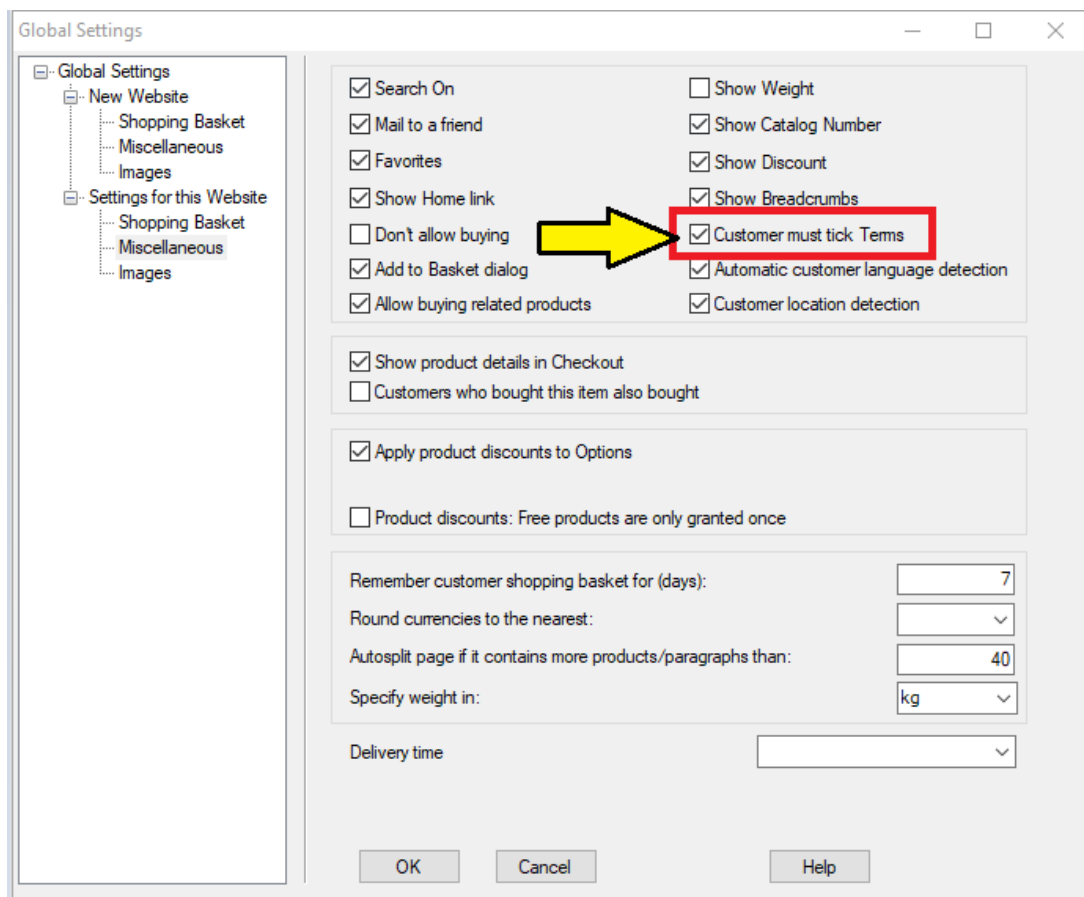 Global Settings
Global Settings
New Website
Shopping Basket
Miscellaneous
Images
Settings for this Website
Shopping Basket
Miscellaneous
Images
Search On
Show Weight
Mail to a friend
Show Catalog Number
Favorites
Show Discount
Show Home link
Show Breadcrumbs
Don't allow buying
Customer must tick Terms
Add to Basket dialog
Automatic customer language detection
Allow buying related products
Customer location detection
Show product details in Checkout
Customers who bought this item also bought
Apply product discounts to Options
Product discounts: Free products are only granted once
Remember customer shopping basket for (days): 7
Round currencies to the nearest:
Autosplit page if it contains more products/paragraphs than: 40
Specify weight in: kg
Delivery time
OK Cancel Help